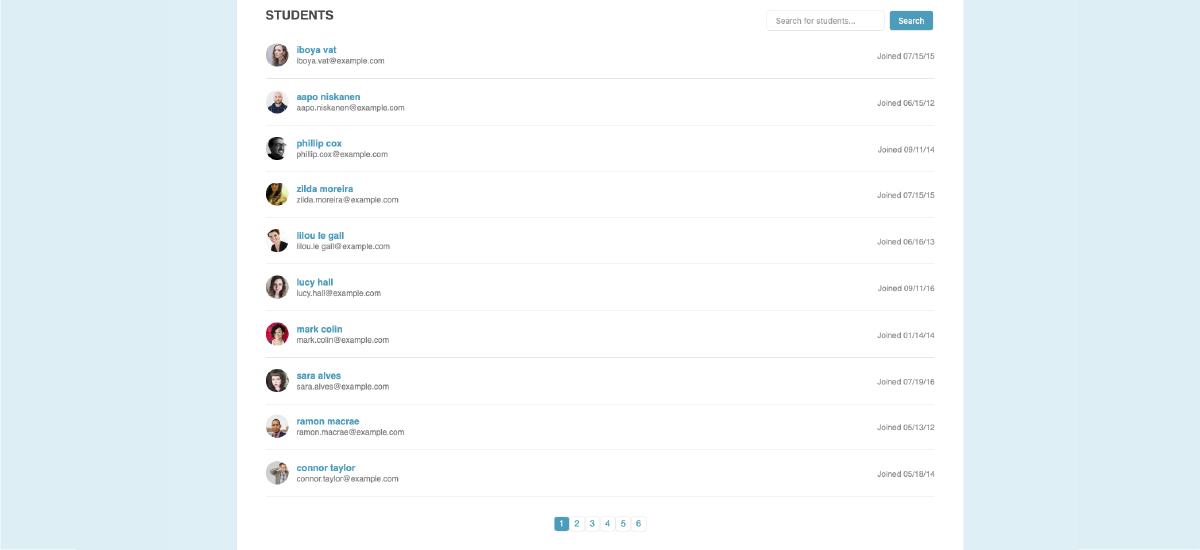 STUDENTS
Search for students...
Search
iboya vat
iboya.vat@example.com
Joined 07/15/15
aapo niskanen
aapo.niskanen@example.com
Joined 06/15/12
phillip cox
phillip.cox@example.com
Joined 09/11/14
zilda moreira
zilda.moreira@example.com
Joined 07/15/15
lilou le gall
lilou.le gall@example.com
Joined 06/16/13
lucy hall
lucy.hall@example.com
Joined 09/11/16
mark colin
mark.colin@example.com
Joined 01/14/14
sara alves
sara.alves@example.com
Joined 07/19/16
ramon macrae
ramon.macrae@example.com
Joined 05/13/12
connor taylor
connor.taylor@example.com
Joined 05/18/14
1 2 3 4 5 6